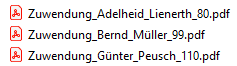 Zuwendung_Adelheid_Lienerth_80.pdf
Zuwendung_Bernd_Müller_99.pdf
Zuwendung_Günter_Peusch_110.pdf